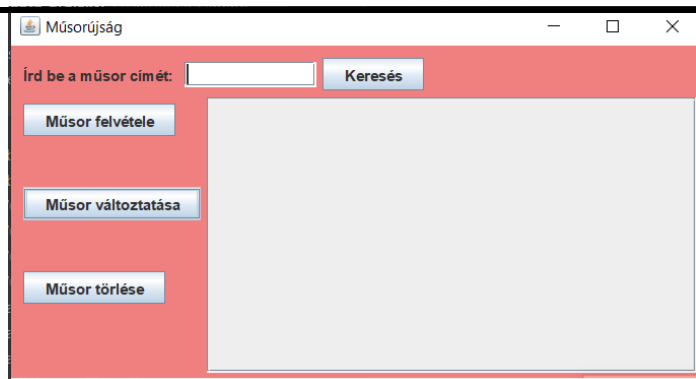 Műsorújság
Írd be a műsor címét: Keresés
Műsor felvétele
Műsor változtatása
Műsor törlése